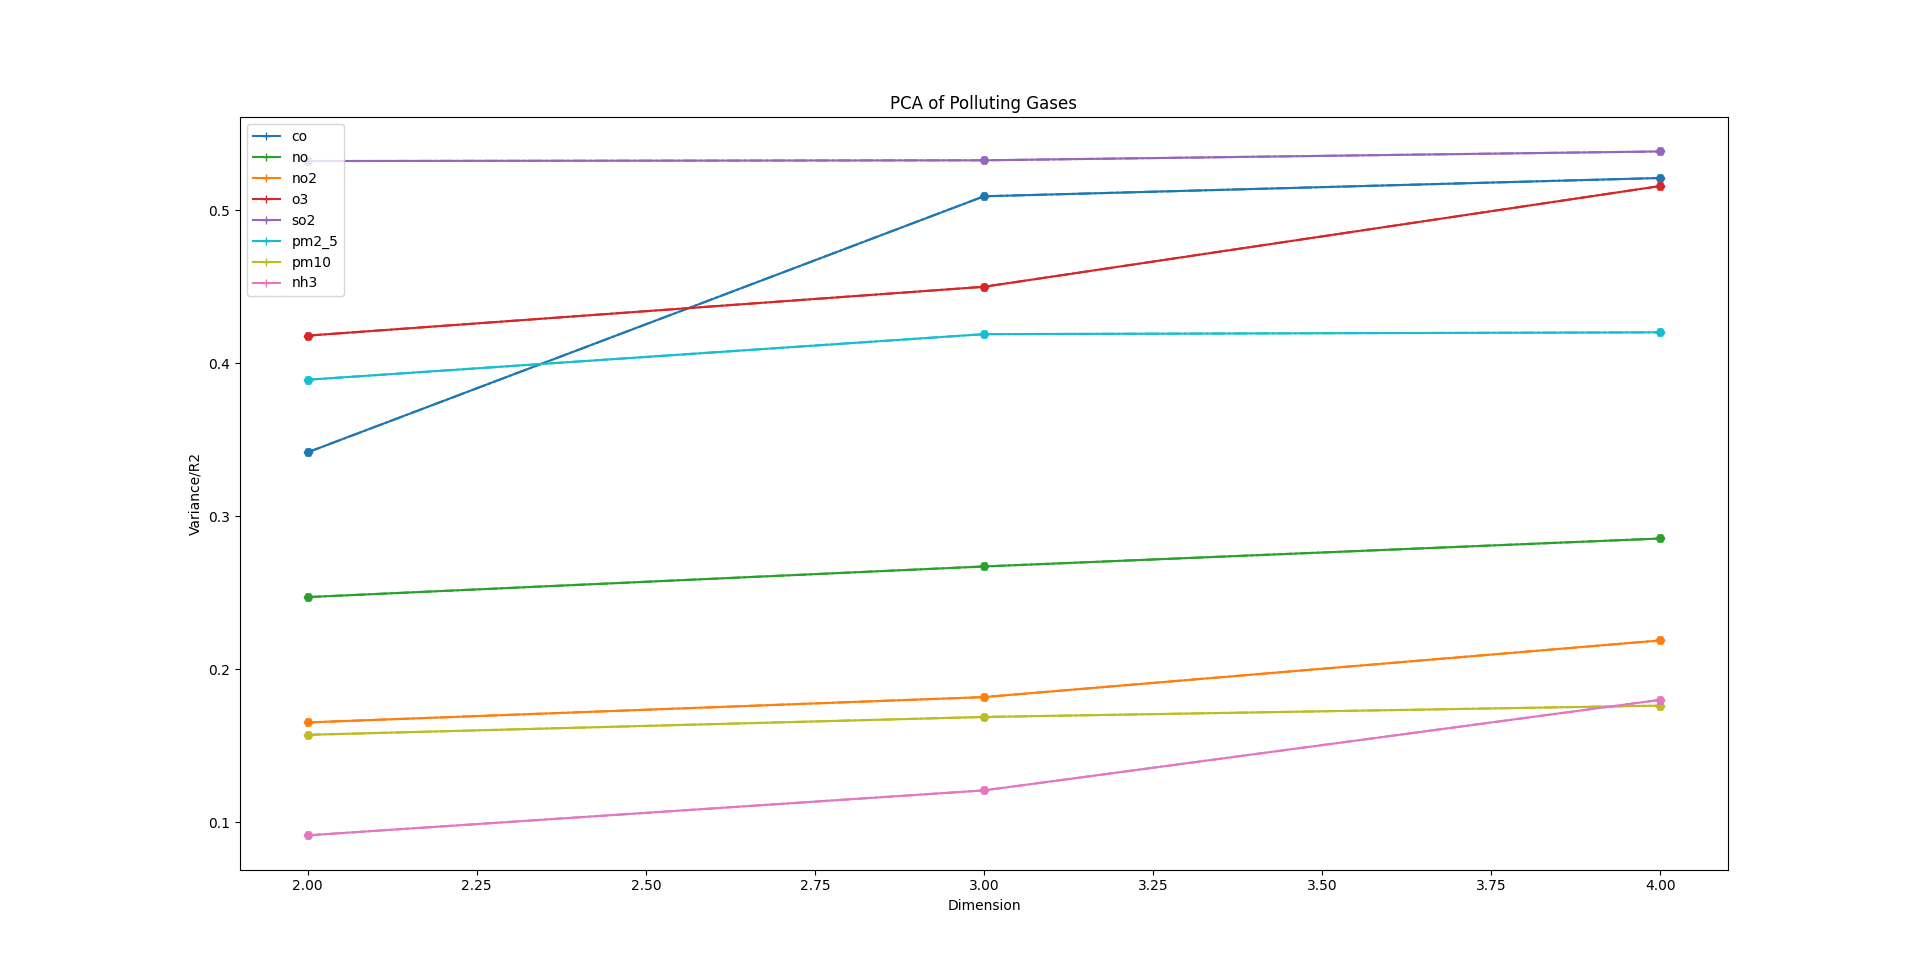 PCA of Polluting Gases
co
no
no2
o3
so2
pm2_5
pm10
nh3
Variance/R2
0.5
0.4
0.3
0.2
0.1
2.00 2.25 2.50 2.75 3.00 3.25 3.50 3.75 4.00
Dimension